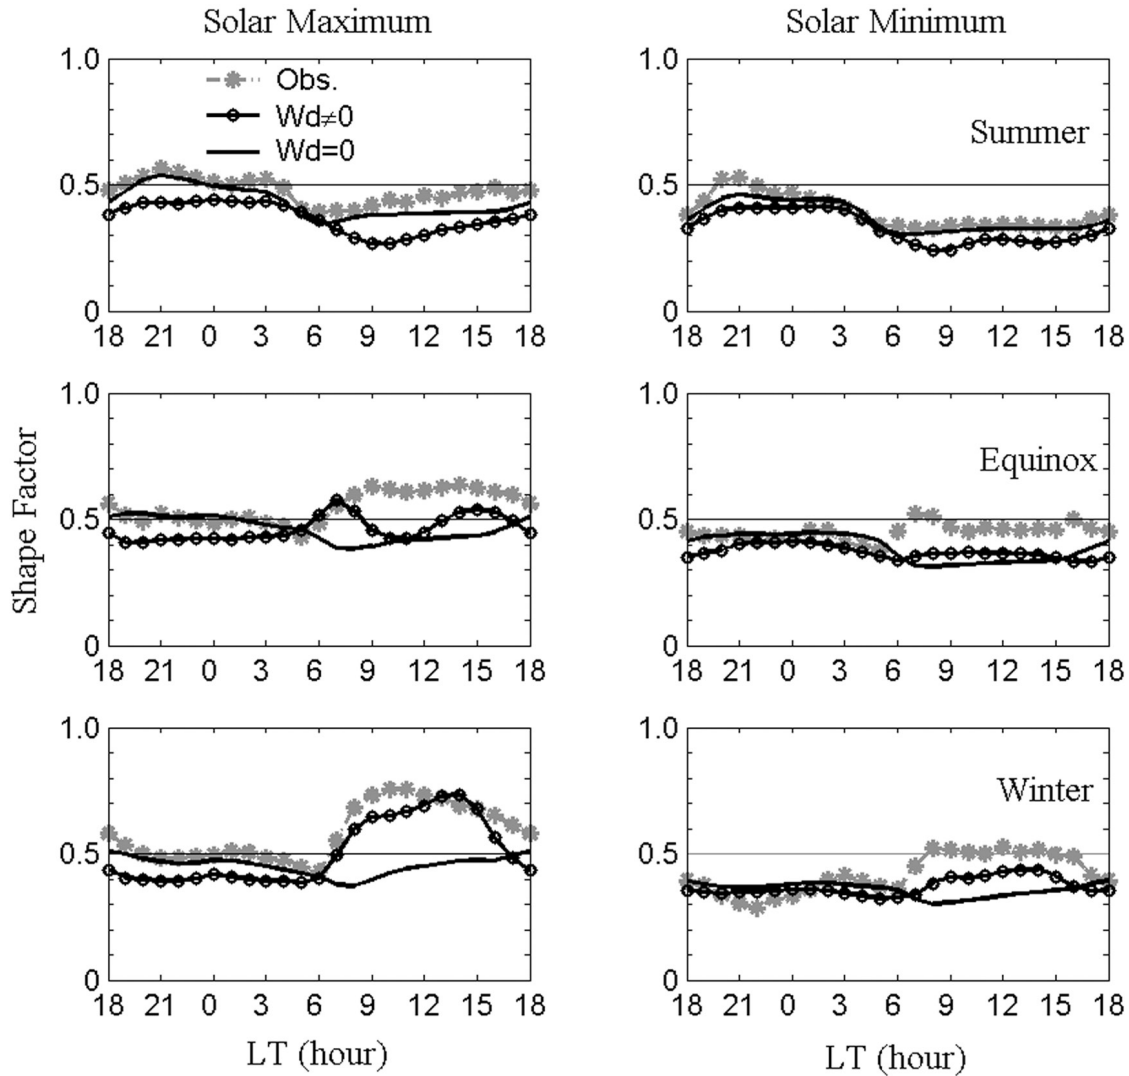 Solar Maximum
Solar Minimum
1.0
0.5
0
Obs.
Wd≠0
Wd=0
18 21 0 3 6 9 12 15 18
1.0
0.5
0
Summer
18 21 0 3 6 9 12 15 18
Shape Factor
1.0
0.5
0
18 21 0 3 6 9 12 15 18
1.0
0.5
0
Equinox
18 21 0 3 6 9 12 15 18
1.0
0.5
0
18 21 0 3 6 9 12 15 18
LT (hour)
1.0
0.5
0
Winter
18 21 0 3 6 9 12 15 18
LT (hour)